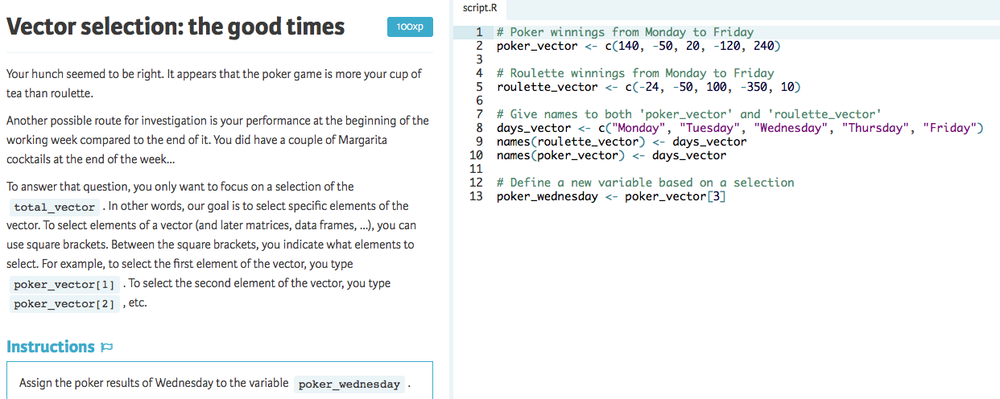 Vector selection: the good times
100xp
Your hunch seemed to be right. It appears that the poker game is more your cup of
tea than roulette.
Another possible route for investigation is your performance at the beginning of the
working week compared to the end of it. You did have a couple of Margarita
cocktails at the end of the week...
To answer that question, you only want to focus on a selection of the
total_vector . In other words, our goal is to select specific elements of the
vector. To select elements of a vector (and later matrices, data frames, ...), you can
use square brackets. Between the square brackets, you indicate what elements to
select. For example, to select the first element of the vector, you type
poker_vector[1] . To select the second element of the vector, you type
poker_vector[2] , etc.
Instructions
Assign the poker results of Wednesday to the variable poker_wednesday .
script.R
1 # Poker winnings from Monday to Friday
2 poker_vector <- c(140, -50, 20, -120, 240)
3
4 # Roulette winnings from Monday to Friday
5 roulette_vector <- c(-24, -50, 100, -350, 10)
6
7 # Give names to both 'poker_vector' and 'roulette_vector'
8 days_vector <- c("Monday", "Tuesday", "Wednesday", "Thursday", "Friday")
9 names(roulette_vector) <- days_vector
10 names(poker_vector) <- days_vector
11
12 # Define a new variable based on a selection
13 poker_wednesday <- poker_vector[3]